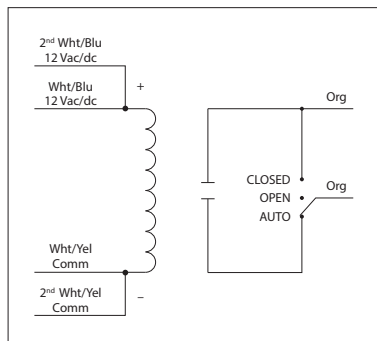 2nd Wht/Blu
12 Vac/dc
Wht/Blu
12 Vac/dc
+
Wht/Yel
Comm
2nd Wht/Yel
Comm
–
Org
CLOSED
OPEN
AUTO
Org